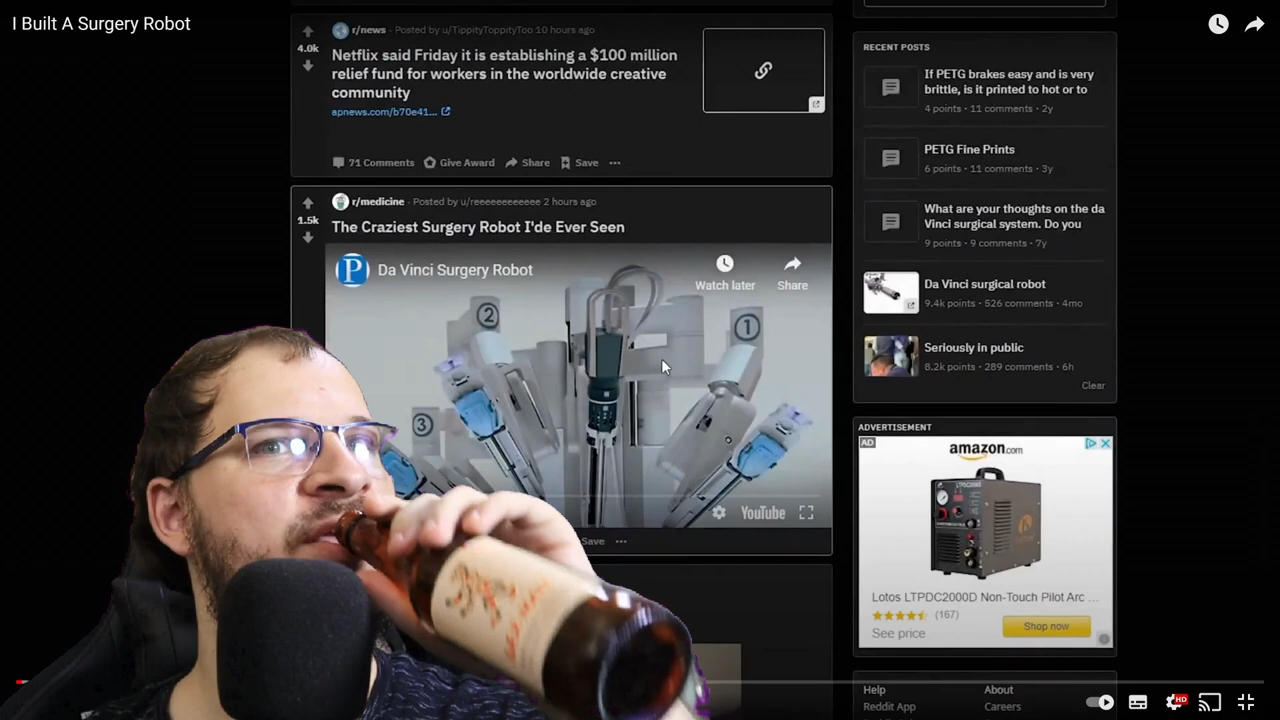 I Built A Surgery Robot
r/news · Posted by u/TippityToppityToo 10 hours ago
4.0k
Netflix said Friday it is establishing a $100 million
relief fund for workers in the worldwide creative
community
apnews.com/b70e41...
71 Comments Give Award Share Save ...
r/medicine · Posted by u/reeeeeeeeeeee 2 hours ago
1.5k
The Craziest Surgery Robot I'de Ever Seen
P Da Vinci Surgery Robot
Watch later Share
2
1
3
YouTube
Save ...
RECENT POSTS
If PETG brakes easy and is very
brittle, is it printed to hot or to
4 points · 11 comments · 2y
PETG Fine Prints
6 points · 11 comments · 3y
What are your thoughts on the da
Vinci surgical system. Do you
9 points · 9 comments · 7y
Da Vinci surgical robot
9.4k points · 526 comments · 4mo
Seriously in public
8.2k points · 289 comments · 6h
Clear
ADVERTISEMENT
AD
amazon.com
Lotos LTPDC2000D Non-Touch Pilot Arc ...
(167)
See price
Shop now
Help About
Reddit App Careers
HD